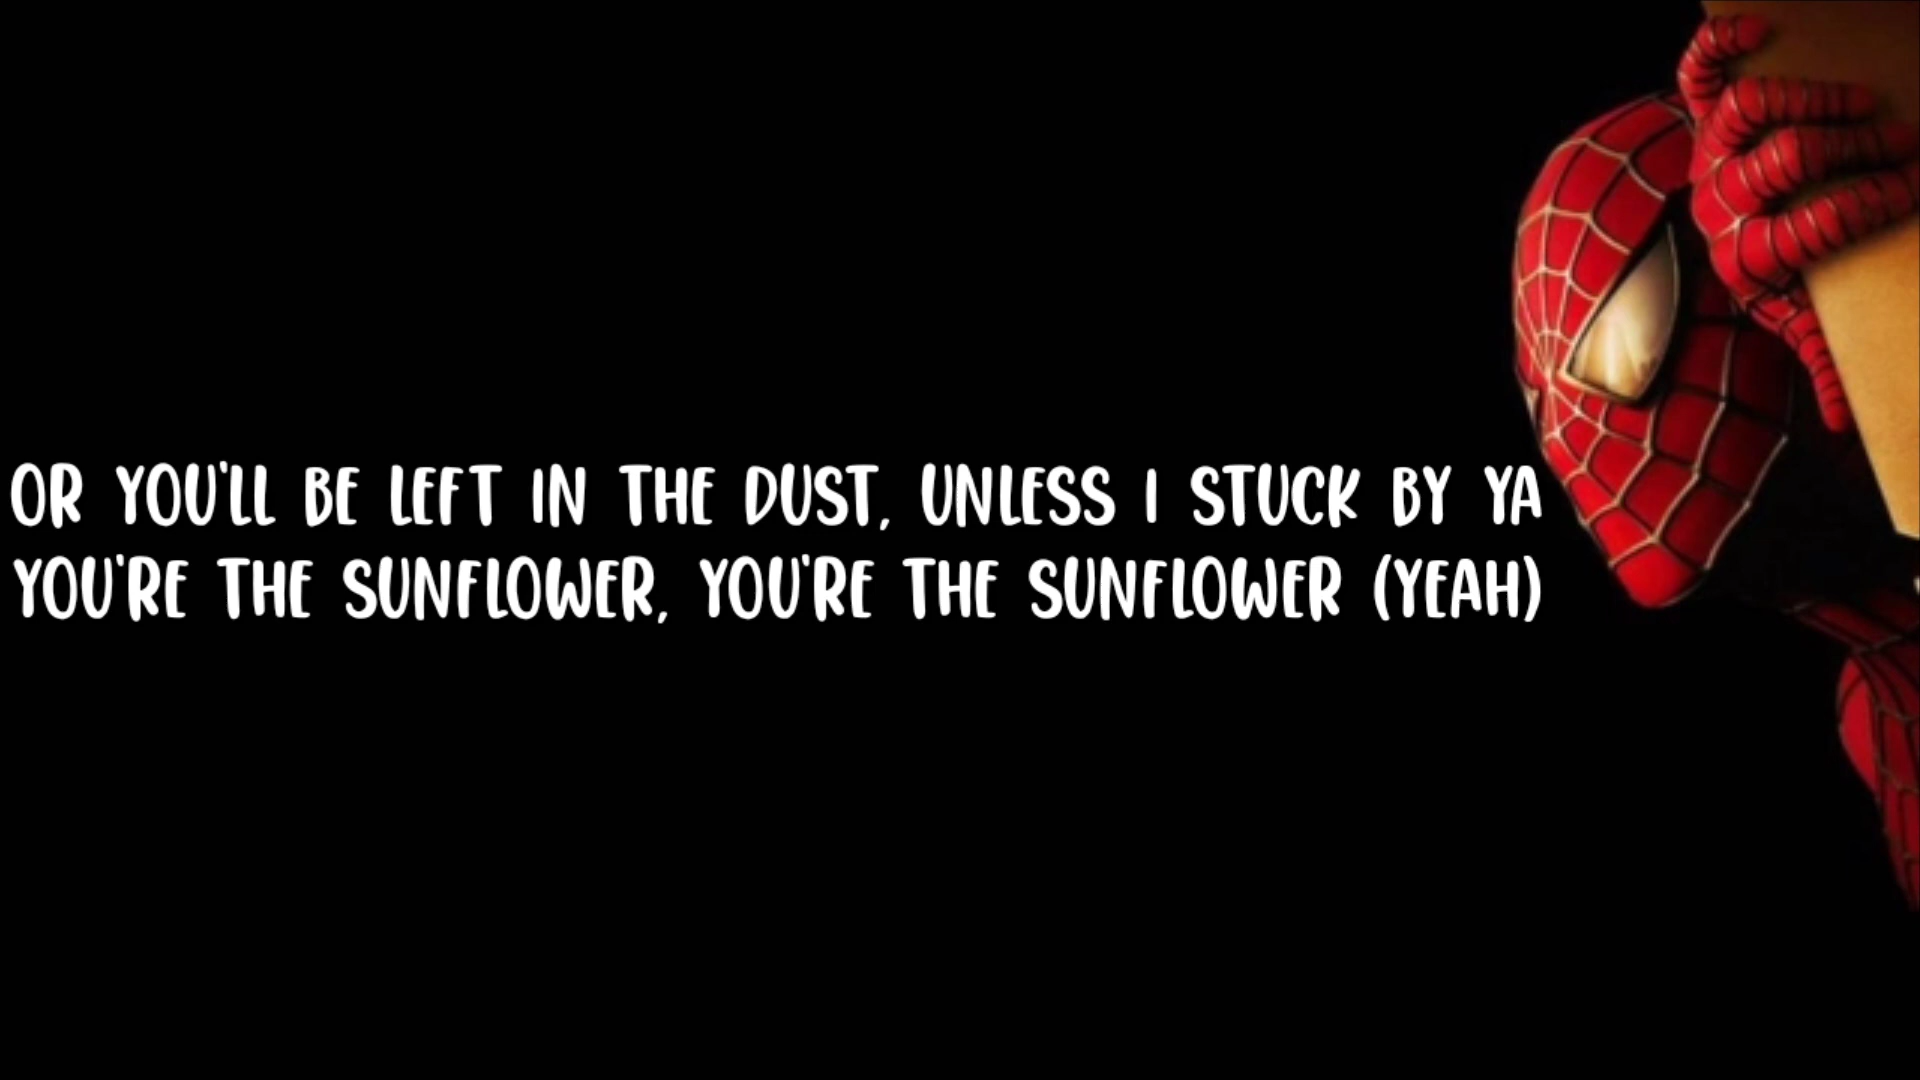 OR YOU'LL BE LEFT IN THE DUST, UNLESS I STUCK BY YA
YOU'RE THE SUNFLOWER, YOU'RE THE SUNFLOWER (YEAH)